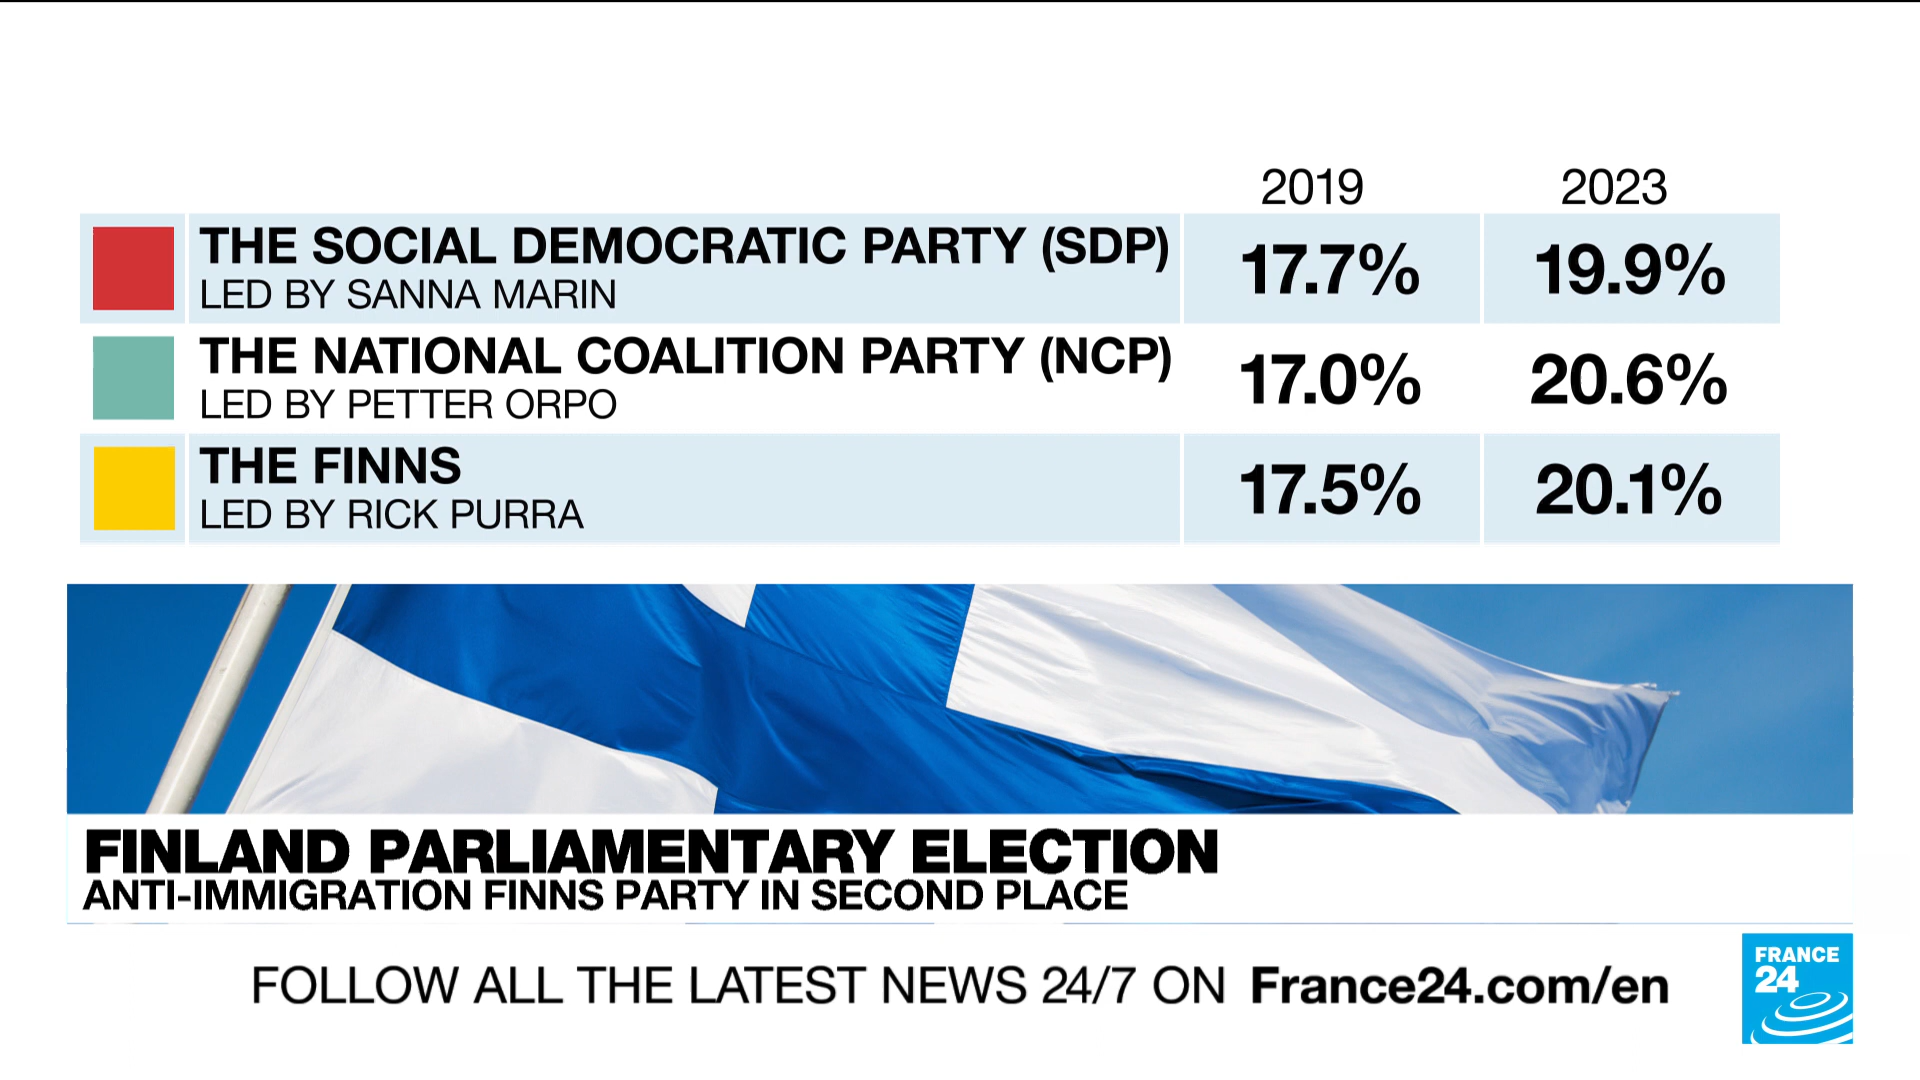 2019 2023
THE SOCIAL DEMOCRATIC PARTY (SDP) 17.7% 19.9%
LED BY SANNA MARIN
THE NATIONAL COALITION PARTY (NCP) 17.0% 20.6%
LED BY PETTER ORPO
THE FINNS 17.5% 20.1%
LED BY RICK PURRA
FINLAND PARLIAMENTARY ELECTION
ANTI-IMMIGRATION FINNS PARTY IN SECOND PLACE
FOLLOW ALL THE LATEST NEWS 24/7 ON France24.com/en
FRANCE
24